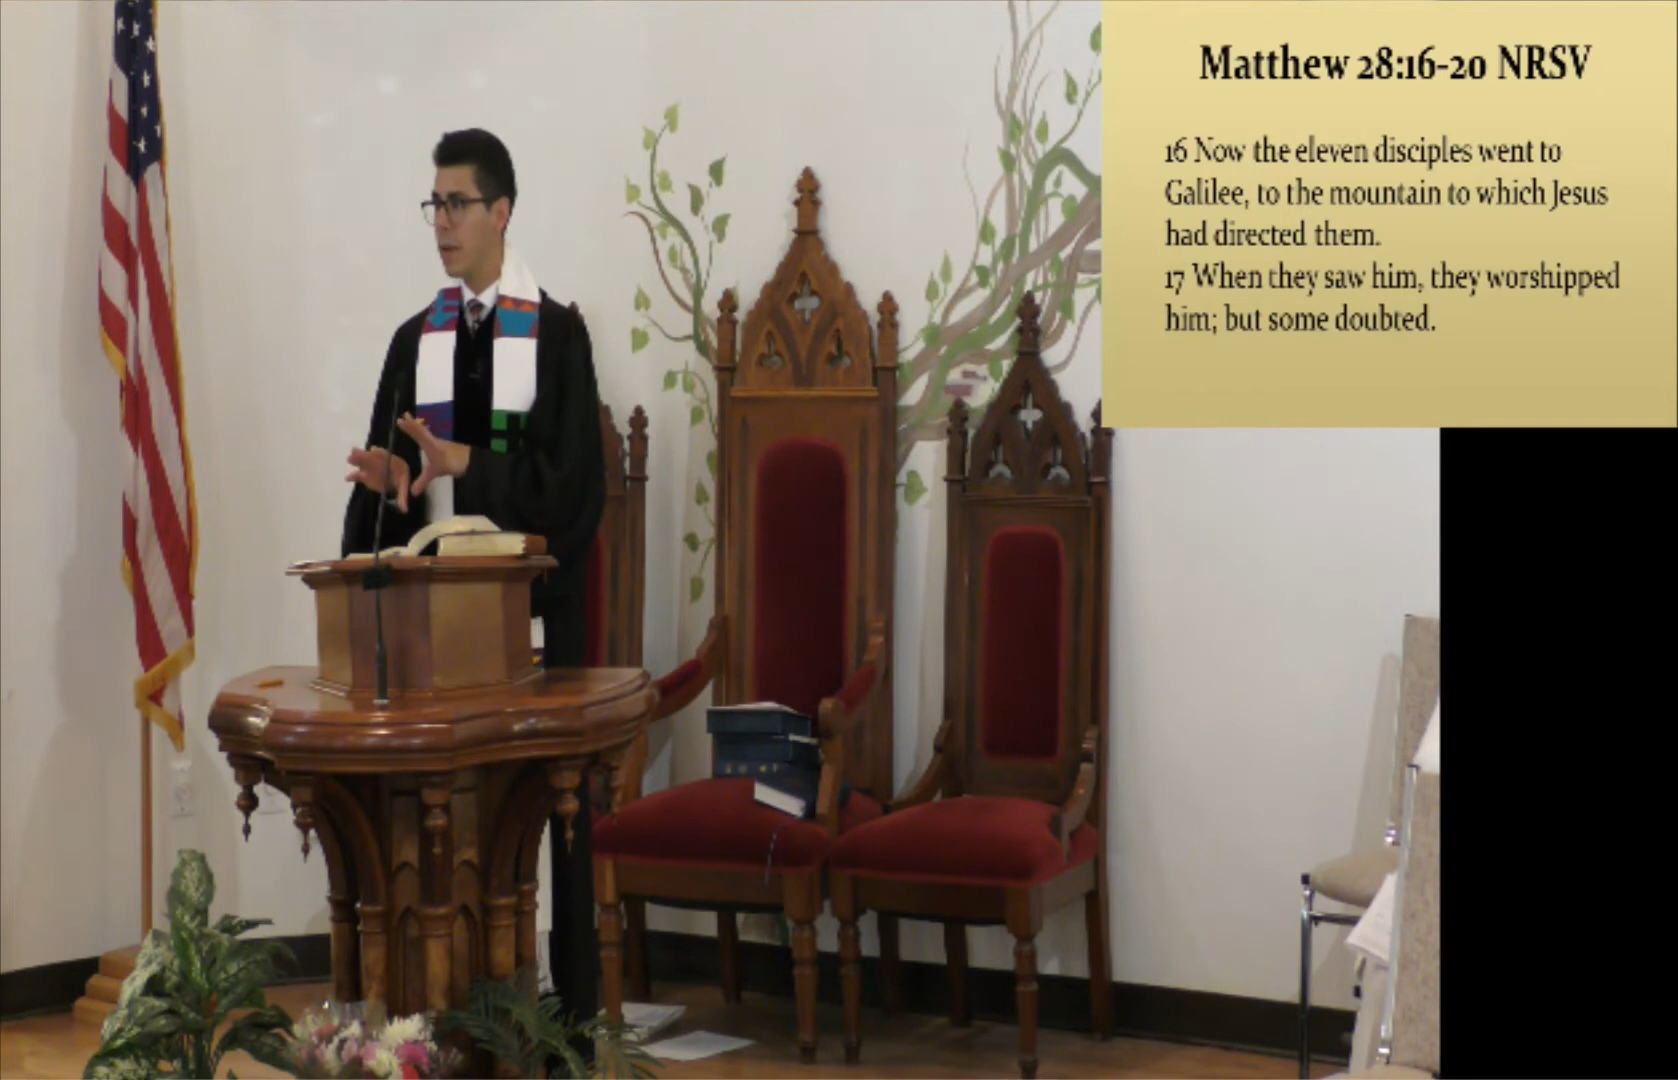 Matthew 28:16-20 NRSV
16 Now the eleven disciples went to
Galilee, to the mountain to which Jesus
had directed them.
17 When they saw him, they worshipped
him; but some doubted.